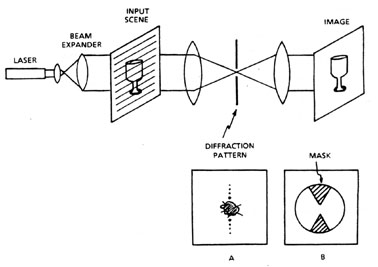 INPUT
SCENE
IMAGE
BEAM
EXPANDER
LASER
DIFFRACTION
PATTERN
MASK
A
B